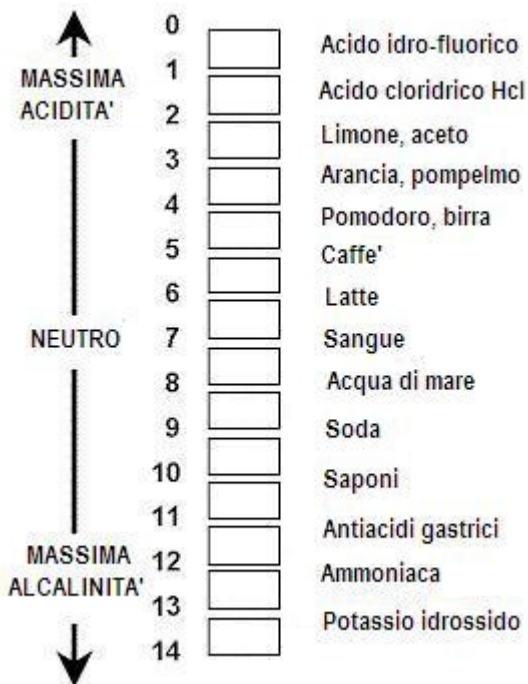 0
Acido idro-fluorico
1
MASSIMA
ACIDITA'
Acido cloridrico Hcl
2
Limone, aceto
3
Arancia, pompelmo
4
Pomodoro, birra
5
Caffe'
6
Latte
NEUTRO
7
Sangue
8
Acqua di mare
9
Soda
10
Saponi
11
Antiacidi gastrici
MASSIMA
ALCALINITA'
12
Ammoniaca
13
Potassio idrossido
14